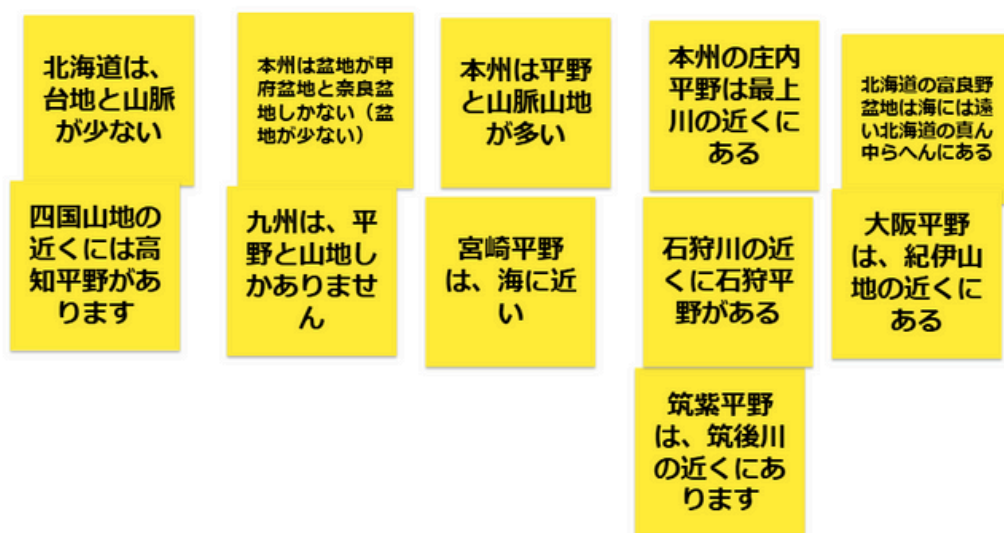 北海道は、
台地と山脈
が少ない
本州は盆地が甲
府盆地と奈良盆
地しかない（盆
地が少ない）
本州は平野
と山脈山地
が多い
本州の庄内
平野は最上
川の近くに
ある
北海道の富良野
盆地は海には遠
い北海道の真ん
中らへんにある
四国山地の
近くには高
知平野があ
ります
九州は、平
野と山地し
かありませ
ん
宮崎平野
は、海に近
い
石狩川の近
くに石狩平
野がある
大阪平野
は、紀伊山
地の近くに
ある
筑紫平野
は、筑後川
の近くにあ
ります